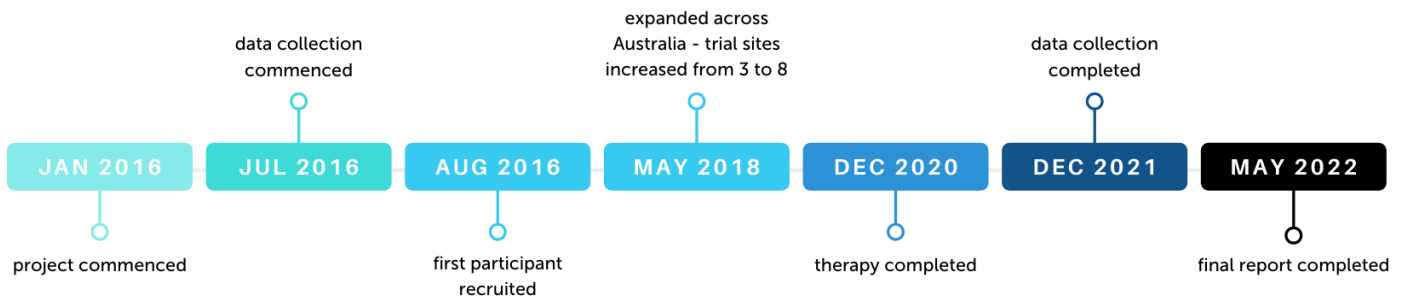 expanded across
Australia - trial sites
increased from 3 to 8
data collection
commenced
data collection
completed
JAN 2016
JUL 2016
AUG 2016
MAY 2018
DEC 2020
DEC 2021
MAY 2022
project commenced
first participant
recruited
therapy completed
final report completed